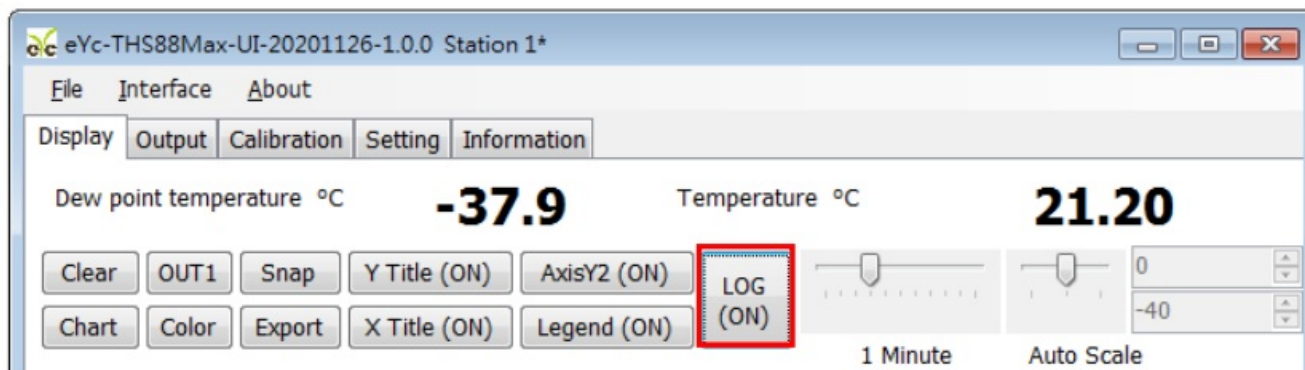 eYc eYc-THS88Max-UI-20201126-1.0.0 Station 1*
File Interface About
Display Output Calibration Setting Information
Dew point temperature °C -37.9 Temperature °C 21.20
Clear OUT1 Snap Y Title (ON) AxisY2 (ON) LOG (ON) 0
Chart Color Export X Title (ON) Legend (ON) -40
1 Minute Auto Scale